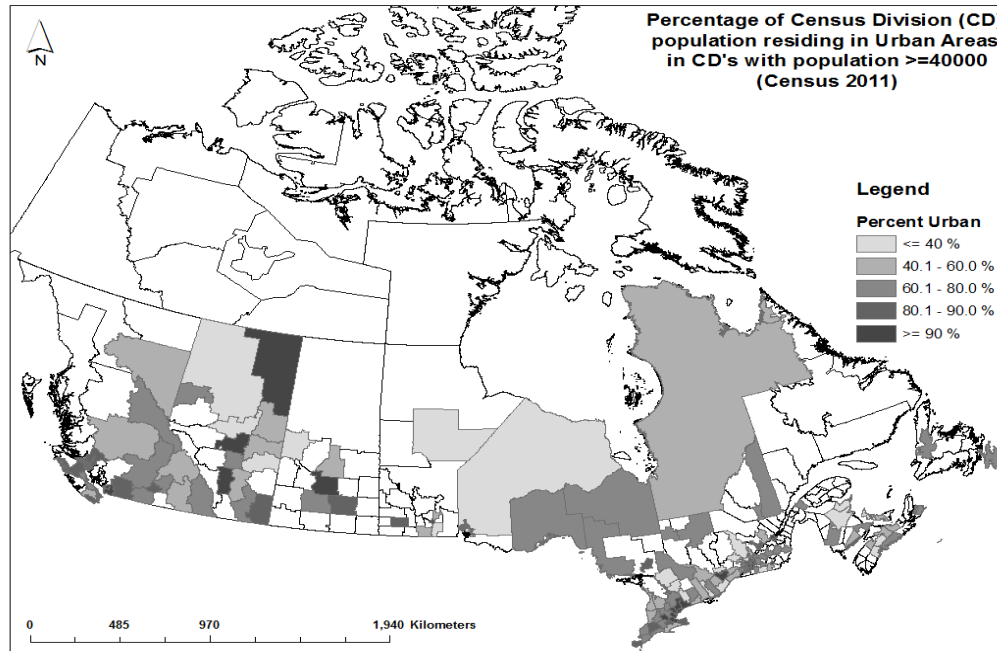 Percentage of Census Division (CD)
population residing in Urban Areas
in CD's with population >=40000
(Census 2011)
N
Legend
Percent Urban
<= 40 %
40.1 - 60.0 %
60.1 - 80.0 %
80.1 - 90.0 %
>= 90 %
0 485 970 1,940 Kilometers